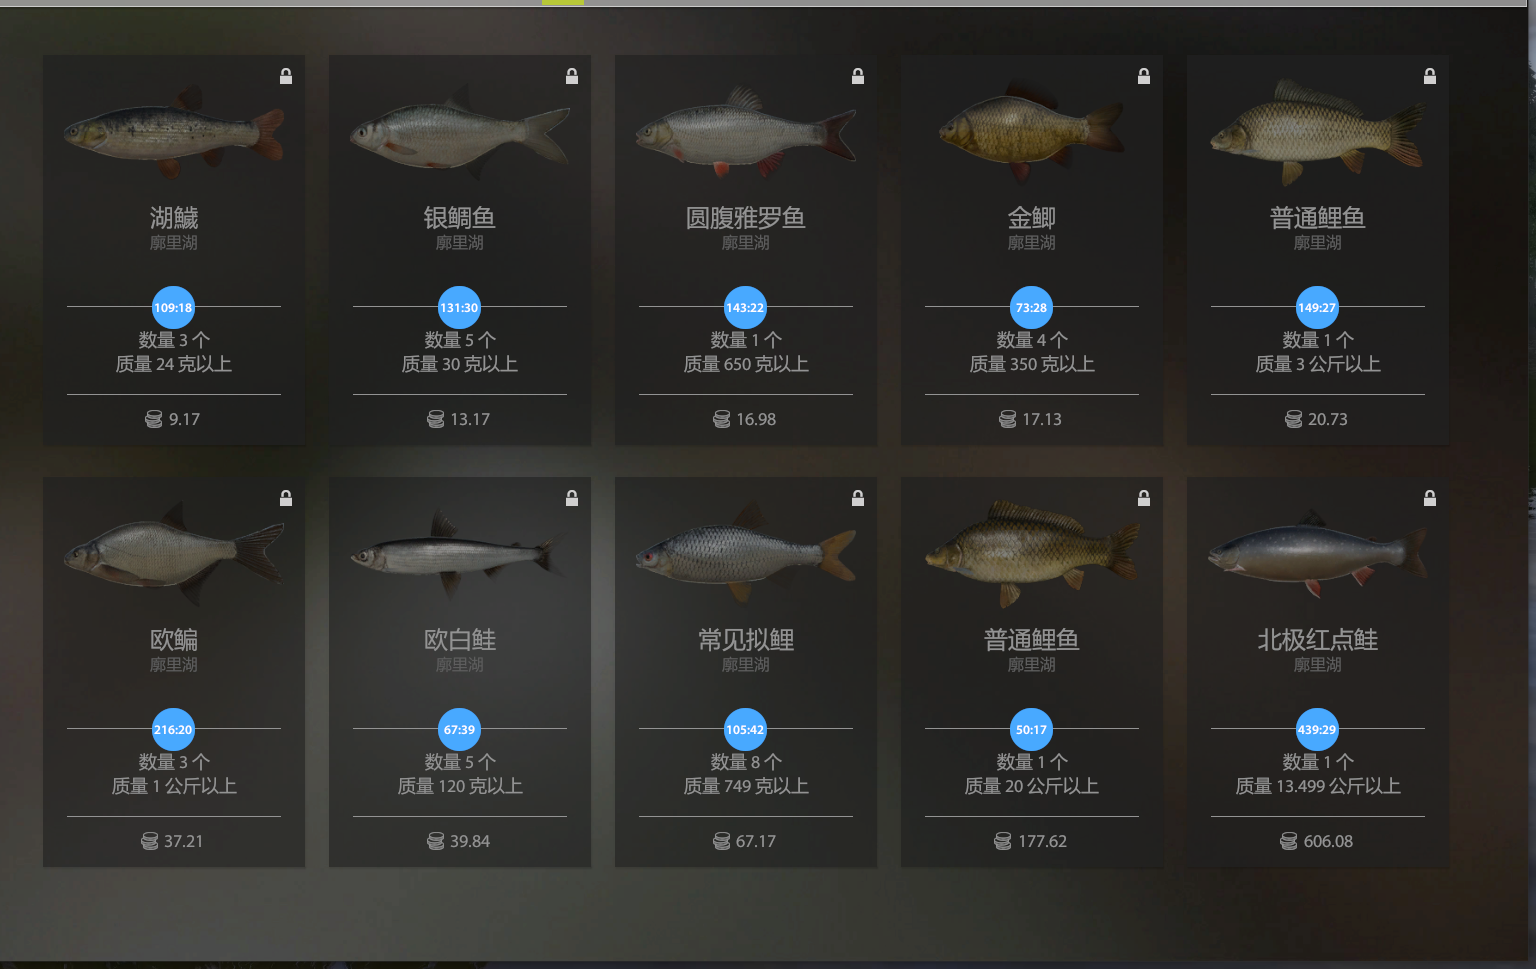 湖鱥
廓里湖
109:18
数量 3 个
质量 24 克以上
9.17
银鲷鱼
廓里湖
131:30
数量 5 个
质量 30 克以上
13.17
圆腹雅罗鱼
廓里湖
143:22
数量 1 个
质量 650 克以上
16.98
金鲫
廓里湖
73:28
数量 4 个
质量 350 克以上
17.13
普通鲤鱼
廓里湖
149:27
数量 1 个
质量 3 公斤以上
20.73
欧鳊
廓里湖
216:20
数量 3 个
质量 1 公斤以上
37.21
欧白鲑
廓里湖
67:39
数量 5 个
质量 120 克以上
39.84
常见拟鲤
廓里湖
105:42
数量 8 个
质量 749 克以上
67.17
普通鲤鱼
廓里湖
50:17
数量 1 个
质量 20 公斤以上
177.62
北极红点鲑
廓里湖
439:29
数量 1 个
质量 13.499 公斤以上
606.08